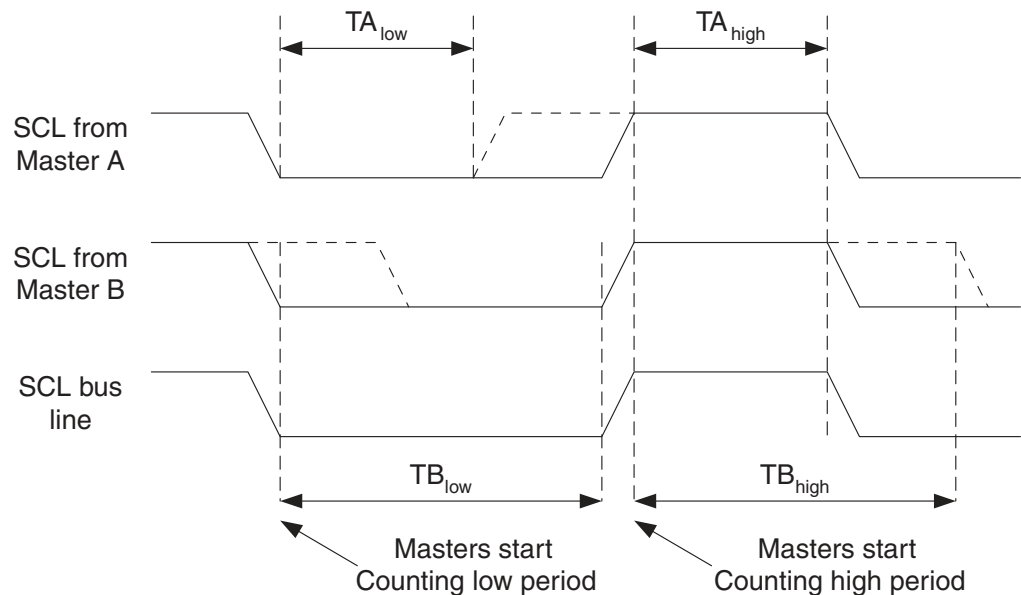 TA low
TA high
SCL from
Master A
SCL from
Master B
SCL bus
line
TB low
TB high
Masters start
Counting low period
Masters start
Counting high period